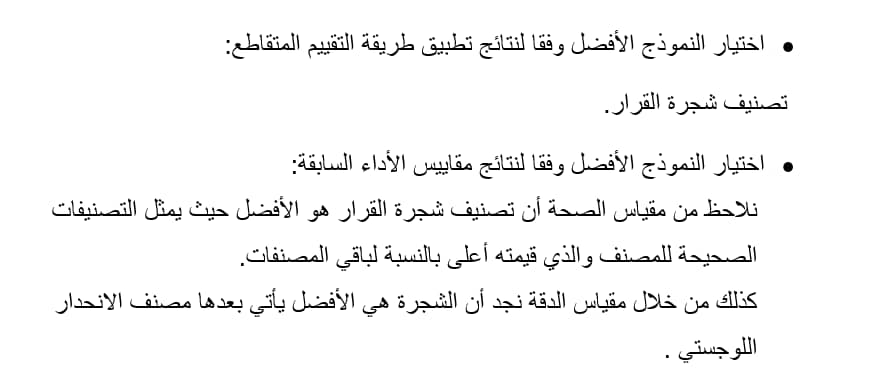 • اختيار النموذج الأفضل وفقا لنتائج تطبيق طريقة التقييم المتقاطع:
تصنيف شجرة القرار.
• اختيار النموذج الأفضل وفقا لنتائج مقاييس الأداء السابقة:
نلاحظ من مقياس الصحة أن تصنيف شجرة القرار هو الأفضل حيث يمثل التصنيفات
الصحيحة للمصنف والذي قيمته أعلى بالنسبة لباقي المصنفات.
كذلك من خلال مقياس الدقة نجد أن الشجرة هي الأفضل يأتي بعدها مصنف الانحدار
اللوجستي .